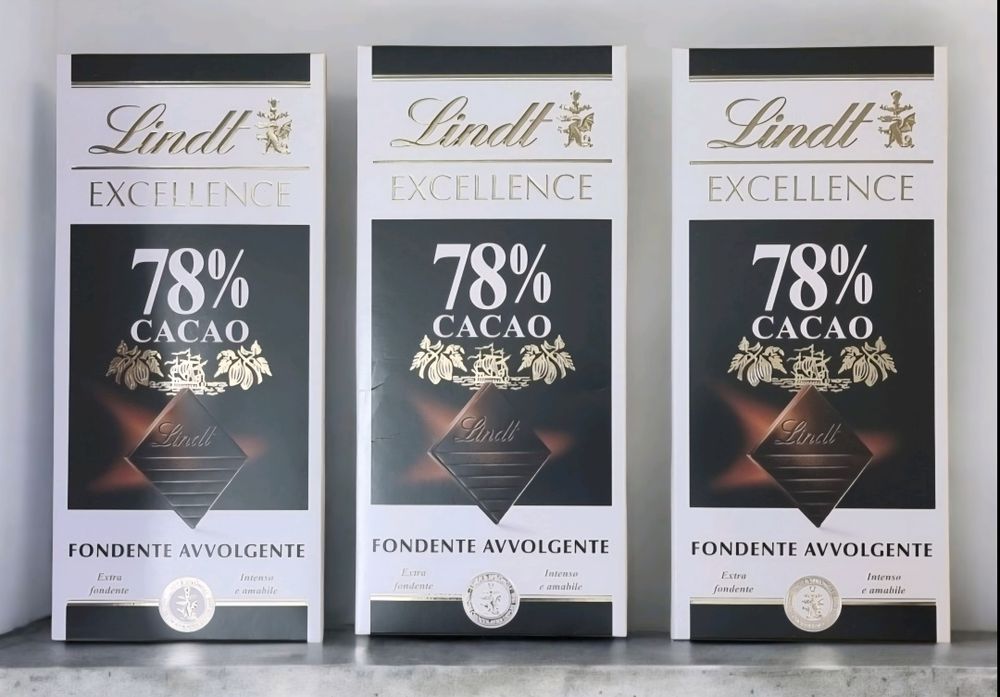 Lindt
EXCELLENCE
78%
CACAO
Lindt
FONDENTE AVVOLGENTE
Extra
fondente
Intenso
e amabile
Lindt
EXCELLENCE
78%
CACAO
Lindt
FONDENTE AVVOLGENTE
Extra
fondente
Intenso
e amabile
Lindt
EXCELLENCE
78%
CACAO
Lindt
FONDENTE AVVOLGENTE
Extra
fondente
Intenso
e amabile